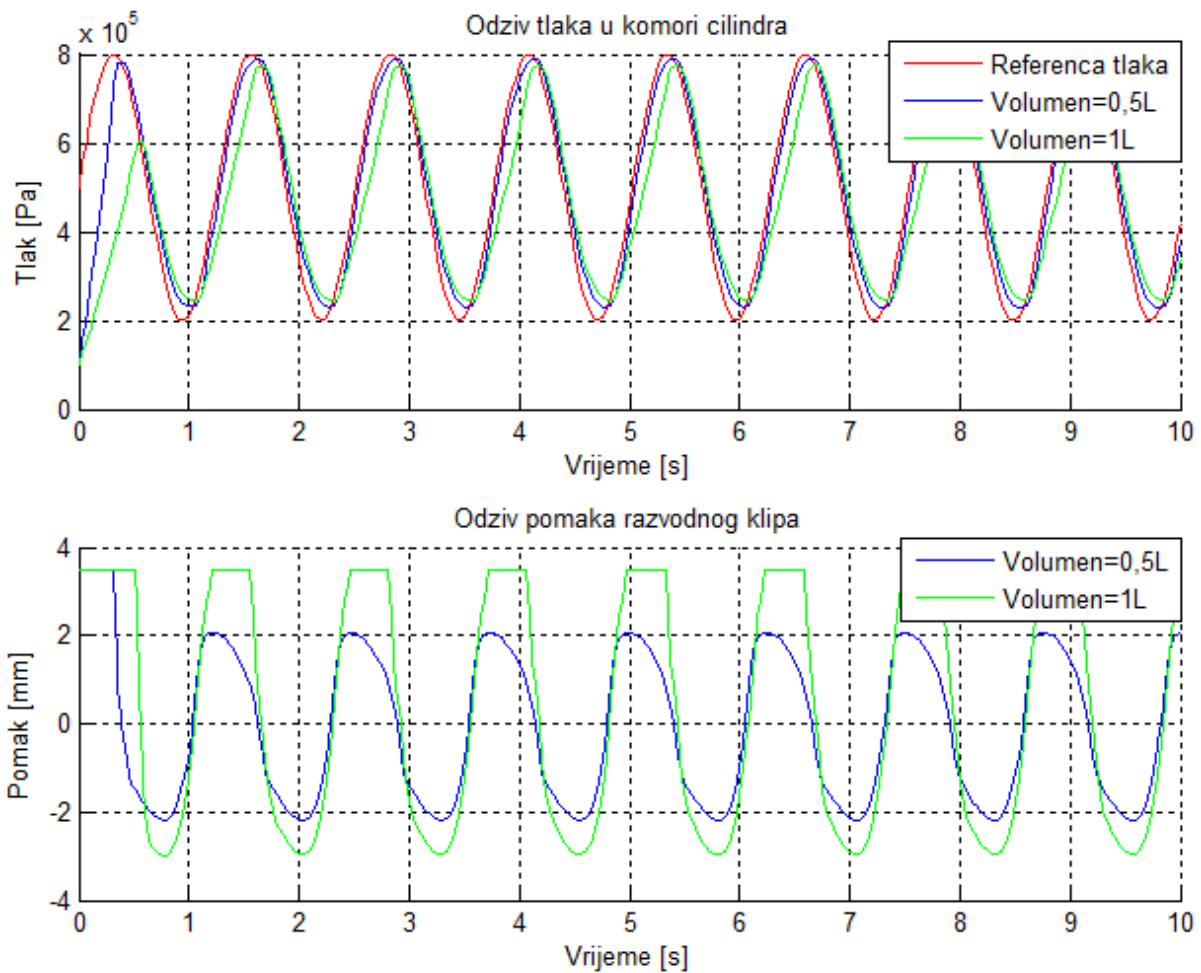 Odziv tlaka u komori cilindra
x 10⁵
8
6
4
2
0
Tlak [Pa]
Referenca tlaka
Volumen=0,5L
Volumen=1L
0 1 2 3 4 5 6 7 8 9 10
Vrijeme [s]
Odziv pomaka razvodnog klipa
4
2
0
-2
-4
Pomak [mm]
Volumen=0,5L
Volumen=1L
0 1 2 3 4 5 6 7 8 9 10
Vrijeme [s]